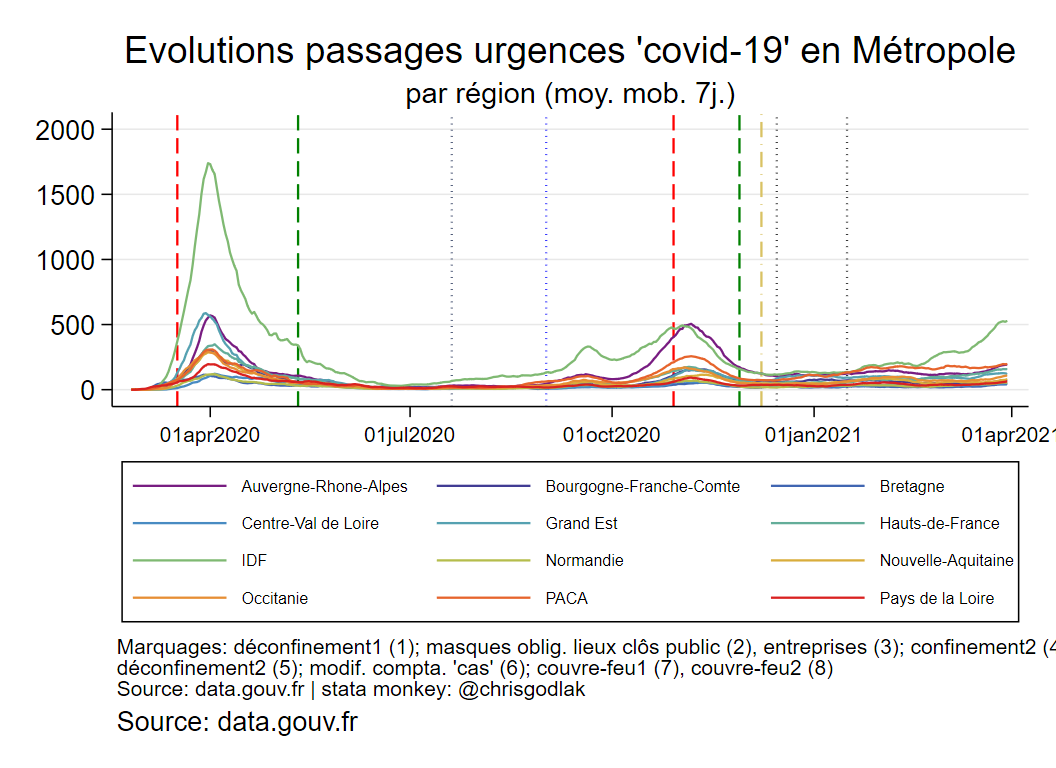 Evolutions passages urgences 'covid-19' en Métropole
par région (moy. mob. 7j.)
2000
1500
1000
500
0
01apr2020 01jul2020 01oct2020 01jan2021 01apr2021
Auvergne-Rhone-Alpes Bourgogne-Franche-Comte Bretagne
Centre-Val de Loire Grand Est Hauts-de-France
IDF Normandie Nouvelle-Aquitaine
Occitanie PACA Pays de la Loire
Marquages: déconfinement1 (1); masques oblig. lieux clôs public (2), entreprises (3); confinement2 (4
déconfinement2 (5); modif. compta. 'cas' (6); couvre-feu1 (7), couvre-feu2 (8)
Source: data.gouv.fr | stata monkey: @chrisgodlak
Source: data.gouv.fr